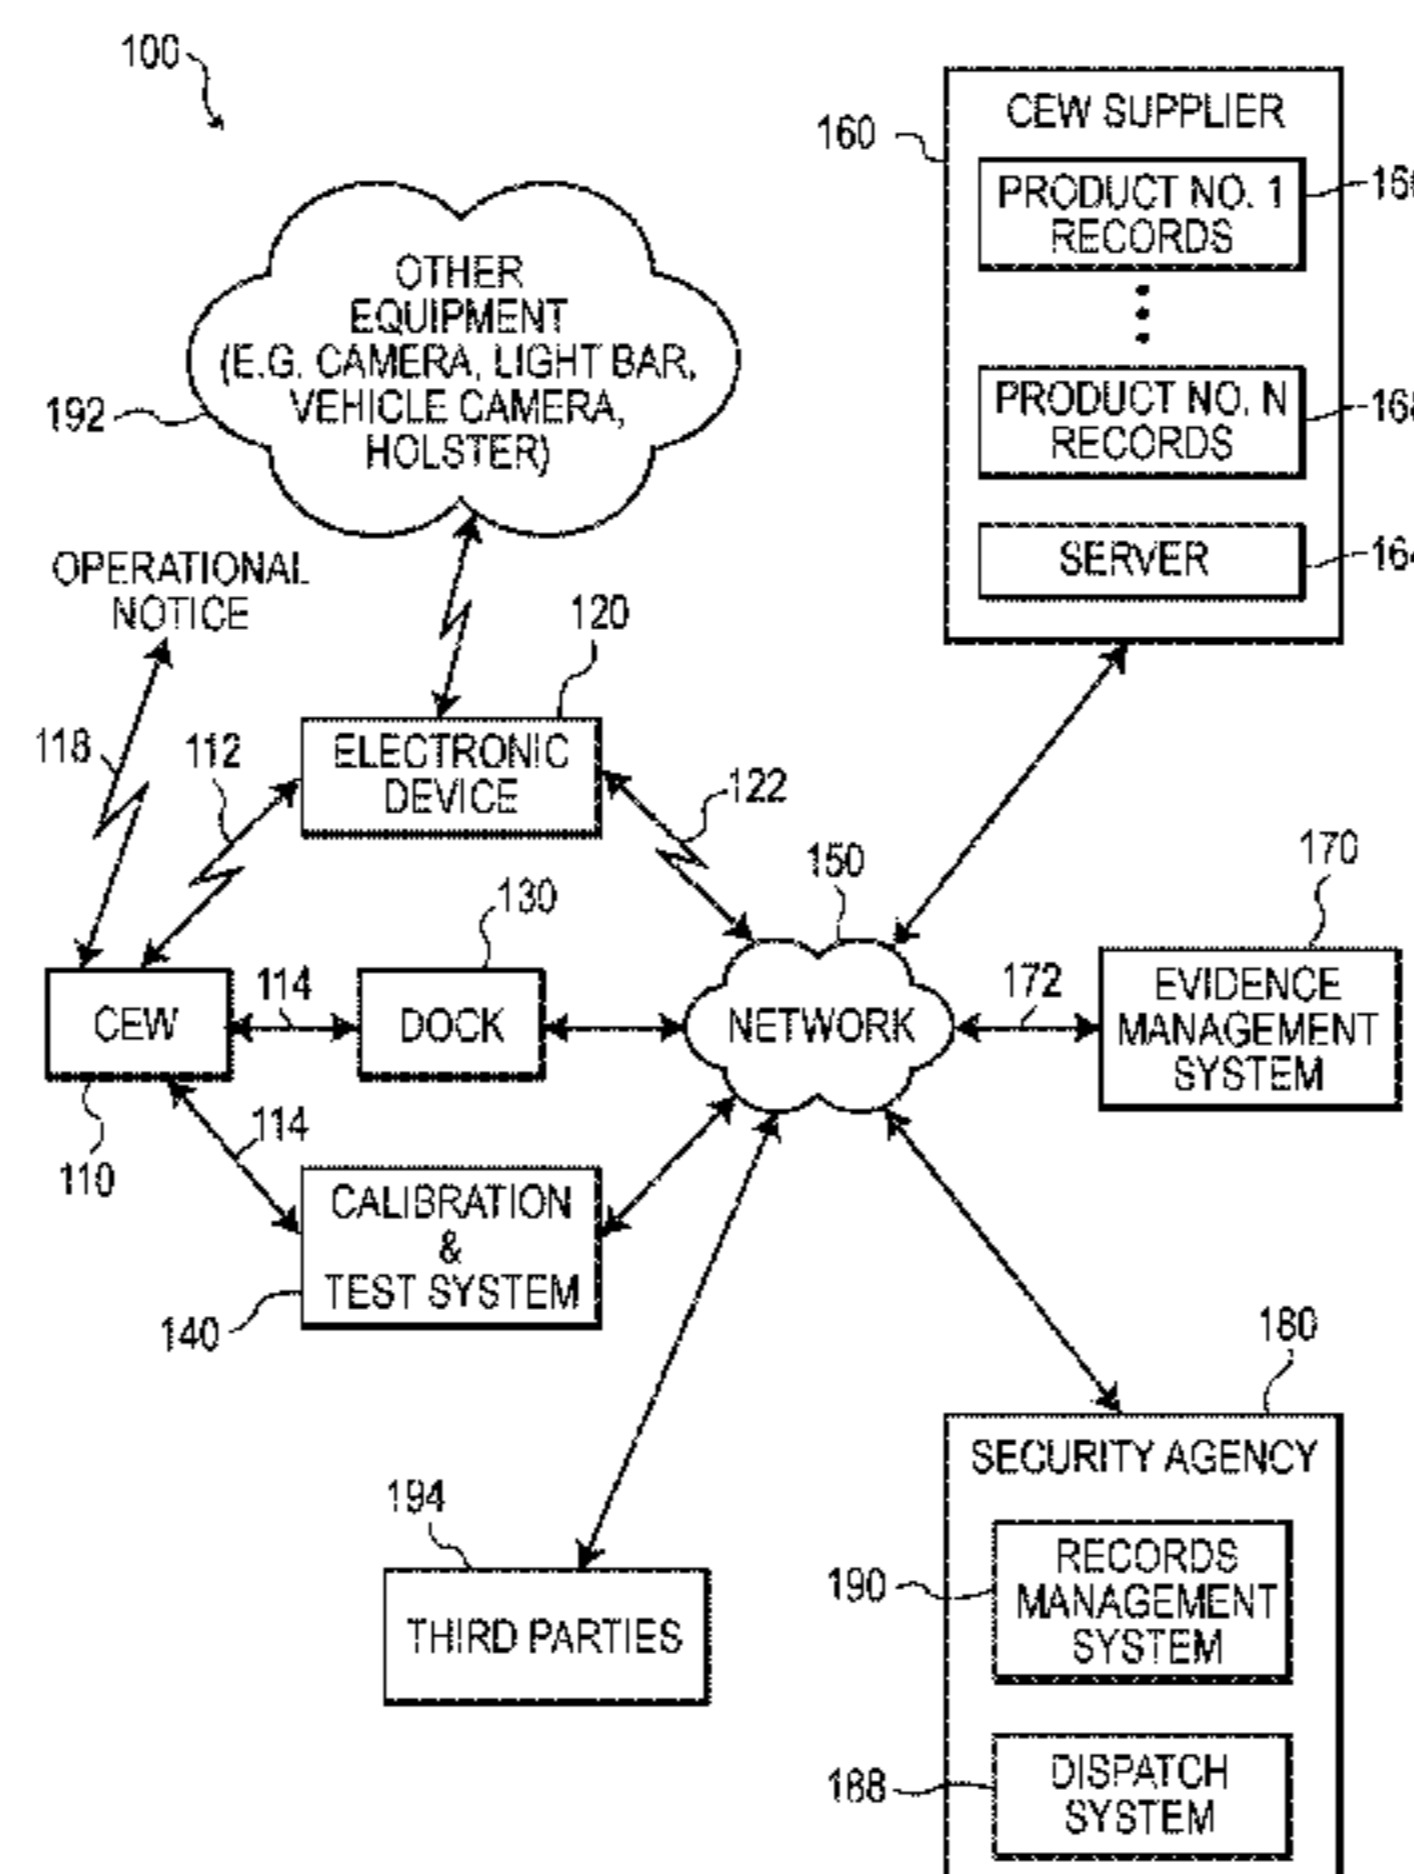 100
CEW SUPPLIER
160
PRODUCT NO. 1
RECORDS
PRODUCT NO. N
RECORDS
SERVER
164
OTHER
EQUIPMENT
(E.G. CAMERA, LIGHT BAR,
VEHICLE CAMERA,
HOLSTER)
192
OPERATIONAL
NOTICE
120
118
112
ELECTRONIC
DEVICE
122
150
170
130
CEW
114
DOCK
NETWORK
172
EVIDENCE
MANAGEMENT
SYSTEM
110
114
CALIBRATION
&
TEST SYSTEM
140
180
SECURITY AGENCY
194
THIRD PARTIES
190
RECORDS
MANAGEMENT
SYSTEM
188
DISPATCH
SYSTEM